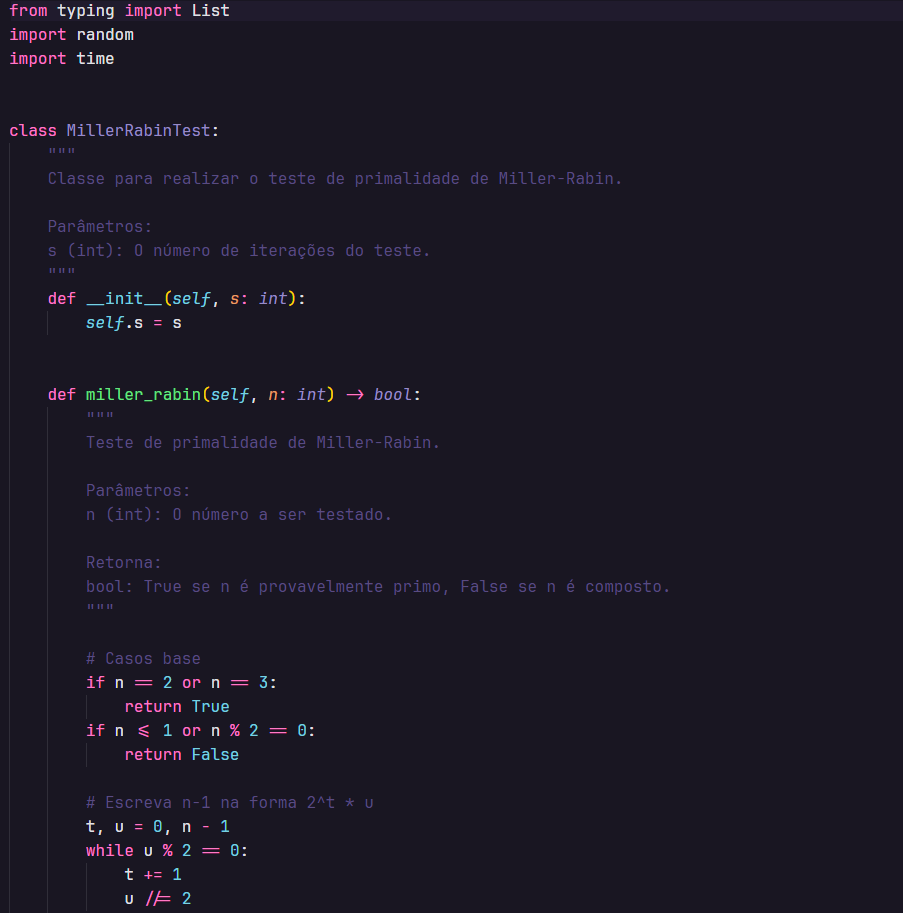 from typing import List
import random
import time
class MillerRabinTest:
"""
Classe para realizar o teste de primalidade de Miller-Rabin.
Parâmetros:
s (int): O número de iterações do teste.
"""
def __init__(self, s: int):
self.s = s
def miller_rabin(self, n: int) -> bool:
"""
Teste de primalidade de Miller-Rabin.
Parâmetros:
n (int): O número a ser testado.
Retorna:
bool: True se n é provavelmente primo, False se n é composto.
"""
# Casos base
if n == 2 or n == 3:
return True
if n <= 1 or n % 2 == 0:
return False
# Escreva n-1 na forma 2^t * u
t, u = 0, n - 1
while u % 2 == 0:
t += 1
u //= 2